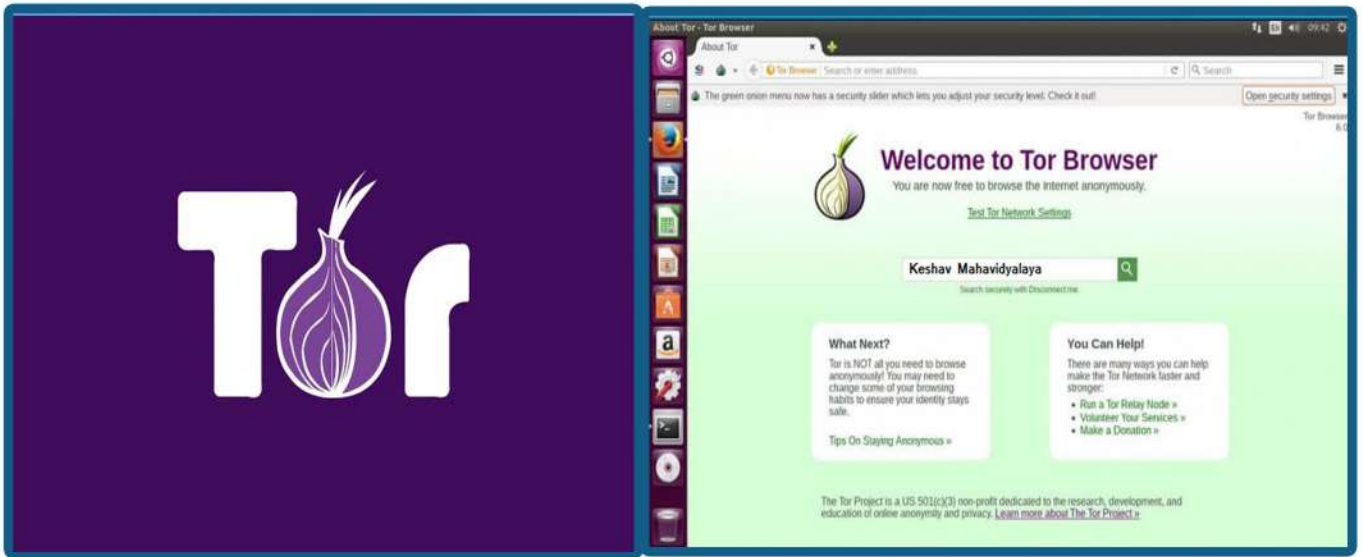 Tor
About Tor - Tor Browser
En
09:42
About Tor
Tor Browser
Search or enter address
Search
The green onion menu now has a security slider which lets you adjust your security level. Check it out!
Open security settings
Tor Browser
6.0
Welcome to Tor Browser
You are now free to browse the Internet anonymously.
Test Tor Network Settings
Keshav Mahavidyalaya
Search securely with Disconnect.me.
What Next?
Tor is NOT all you need to browse
anonymously! You may need to
change some of your browsing
habits to ensure your identity stays
safe.
Tips On Staying Anonymous »
You Can Help!
There are many ways you can help
make the Tor Network faster and
stronger:
• Run a Tor Relay Node »
• Volunteer Your Services »
• Make a Donation »
The Tor Project is a US 501(c)(3) non-profit dedicated to the research, development, and
education of online anonymity and privacy. Learn more about The Tor Project »